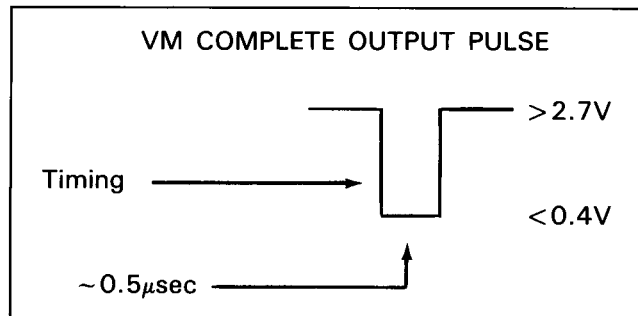 VM COMPLETE OUTPUT PULSE
>2.7V
Timing
<0.4V
~0.5μsec